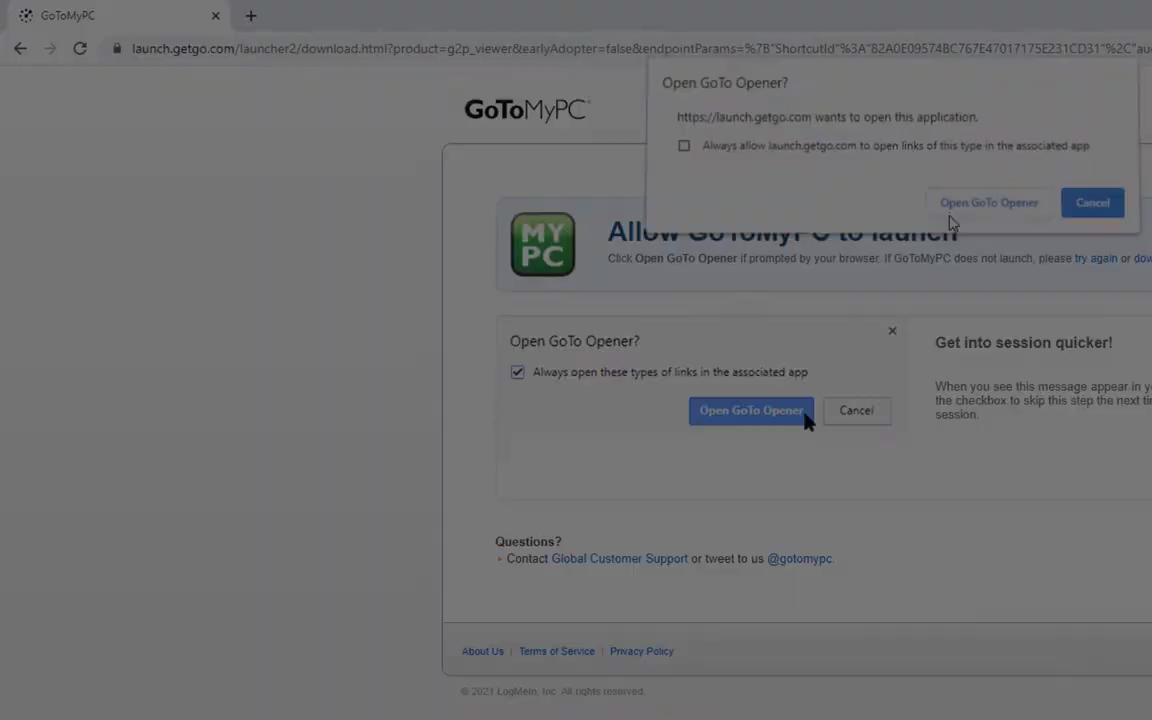 GoToMyPC
launch.getgo.com/launcher2/download.html?product=g2p_viewer&earlyAdopter=false&endpointParams=%7B"ShortcutId"%3A"82A0E09574BC767E47017175E231CD31"%2C"au
Open GoTo Opener?
https://launch.getgo.com wants to open this application.
Always allow launch.getgo.com to open links of this type in the associated app
Open GoTo Opener
Cancel
GoToMyPC
MY
PC
Allow GoToMyPC to launch
Click Open GoTo Opener if prompted by your browser. If GoToMyPC does not launch, please try again or dow
Open GoTo Opener?
Always open these types of links in the associated app
Open GoTo Opener
Cancel
Get into session quicker!
When you see this message appear in yo
the checkbox to skip this step the next tim
session.
Questions?
Contact Global Customer Support or tweet to us @gotomypc.
About Us | Terms of Service | Privacy Policy
© 2021 LogMeIn, Inc. All rights reserved.